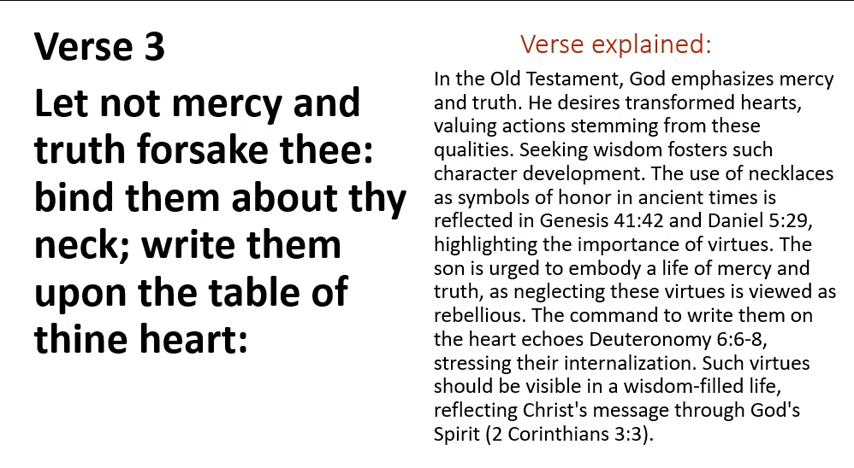 Verse 3
Let not mercy and
truth forsake thee:
bind them about thy
neck; write them
upon the table of
thine heart:
Verse explained:
In the Old Testament, God emphasizes mercy
and truth. He desires transformed hearts,
valuing actions stemming from these
qualities. Seeking wisdom fosters such
character development. The use of necklaces
as symbols of honor in ancient times is
reflected in Genesis 41:42 and Daniel 5:29,
highlighting the importance of virtues. The
son is urged to embody a life of mercy and
truth, as neglecting these virtues is viewed as
rebellious. The command to write them on
the heart echoes Deuteronomy 6:6-8,
stressing their internalization. Such virtues
should be visible in a wisdom-filled life,
reflecting Christ's message through God's
Spirit (2 Corinthians 3:3).